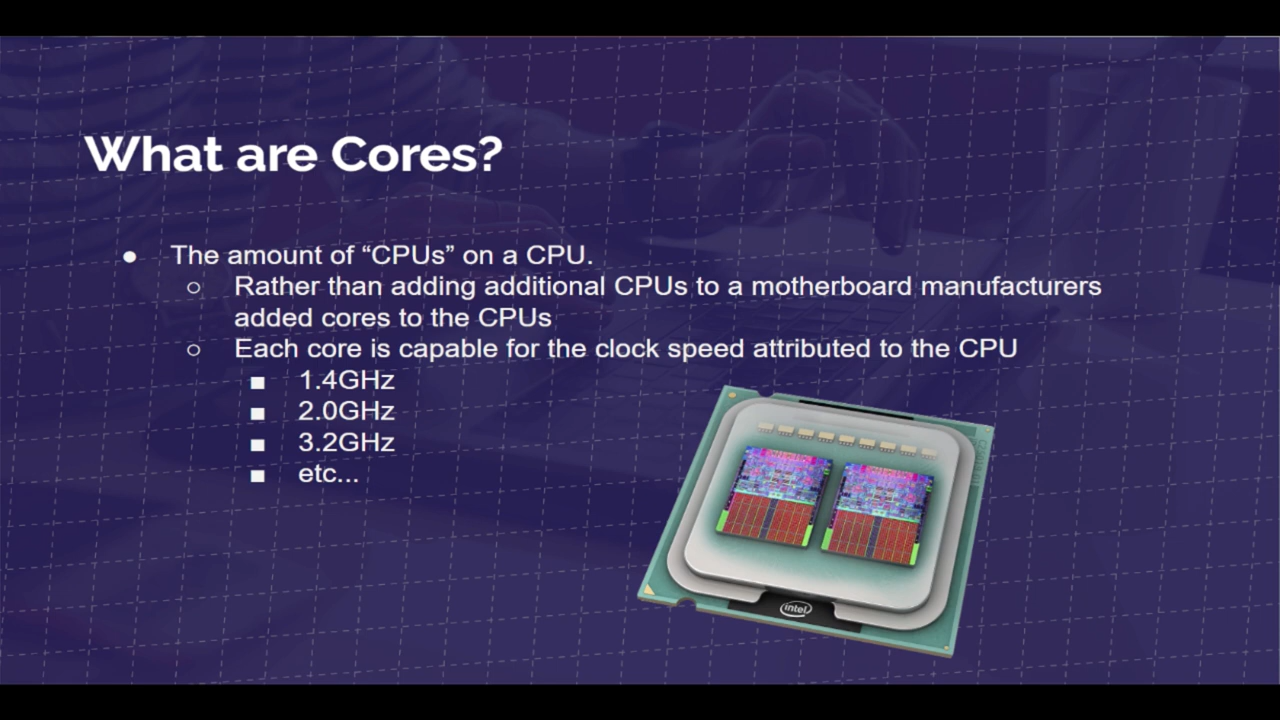 What are Cores?
● The amount of “CPUs” on a CPU.
○ Rather than adding additional CPUs to a motherboard manufacturers
added cores to the CPUs
○ Each core is capable for the clock speed attributed to the CPU
■ 1.4GHz
■ 2.0GHz
■ 3.2GHz
■ etc...
intel